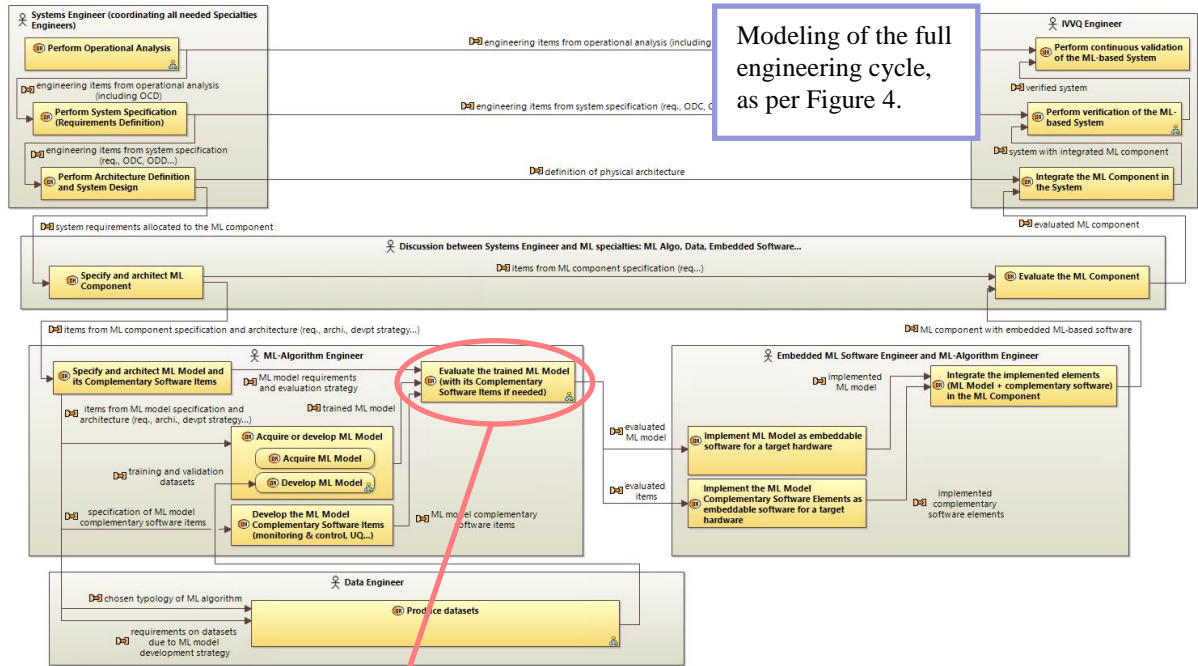 Systems Engineer (coordinating all needed Specialties
Engineers)
Perform Operational Analysis
engineering items from operational analysis (including
engineering items from operational analysis
(including OCD)
Perform System Specification
(Requirements Definition)
engineering items from system specification (req., ODC,
engineering items from system specification
(req., ODC, ODD...)
Perform Architecture Definition
and System Design
definition of physical architecture
system requirements allocated to the ML component
Modeling of the full
engineering cycle,
as per Figure 4.
IVVQ Engineer
Perform continuous validation
of the ML-based System
verified system
Perform verification of the ML-
based System
system with integrated ML component
Integrate the ML Component in
the System
evaluated ML component
Discussion between Systems Engineer and ML specialties: ML Algo, Data, Embedded Software...
Specify and architect ML
Component
items from ML component specification (req...)
Evaluate the ML Component
items from ML component specification and architecture (req., archi., devpt strategy...)
ML component with embedded ML-based software
ML-Algorithm Engineer
Specify and architect ML Model and
its Complementary Software Items
ML model requirements
and evaluation strategy
Evaluate the trained ML Model
(with its Complementary
Software Items if needed)
items from ML model specification and
architecture (req., archi., devpt strategy...)
trained ML model
Acquire or develop ML Model
Acquire ML Model
Develop ML Model
training and validation
datasets
specification of ML model
complementary software items
Develop the ML Model
Complementary Software Items
(monitoring & control, UQ...)
ML model complementary
software items
Embedded ML Software Engineer and ML-Algorithm Engineer
implemented
ML model
Integrate the implemented elements
(ML Model + complementary software)
in the ML Component
evaluated
ML model
Implement ML Model as embeddable
software for a target hardware
evaluated
items
Implement the ML Model
Complementary Software Elements as
embeddable software for a target
hardware
implemented
complementary
software elements
Data Engineer
chosen typology of ML algorithm
Produce datasets
requirements on datasets
due to ML model
development strategy